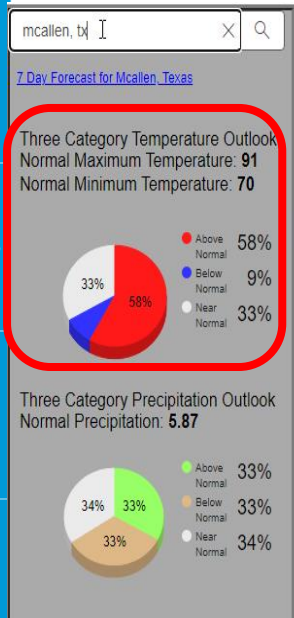 mcallen, tx
7 Day Forecast for Mcallen, Texas
Three Category Temperature Outlook
Normal Maximum Temperature: 91
Normal Minimum Temperature: 70
33%
58%
Above Normal 58%
Below Normal 9%
Near Normal 33%
Three Category Precipitation Outlook
Normal Precipitation: 5.87
34%
33%
33%
Above Normal 33%
Below Normal 33%
Near Normal 34%